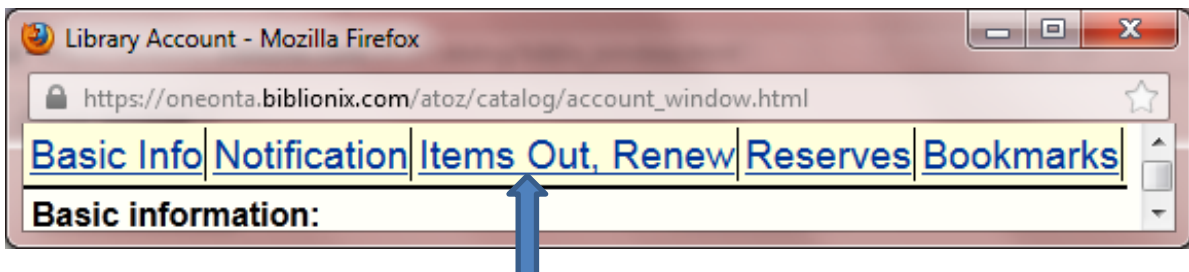 Library Account - Mozilla Firefox
https://oneonta.biblionix.com/atoz/catalog/account_window.html
Basic Info Notification Items Out, Renew Reserves Bookmarks
Basic information: